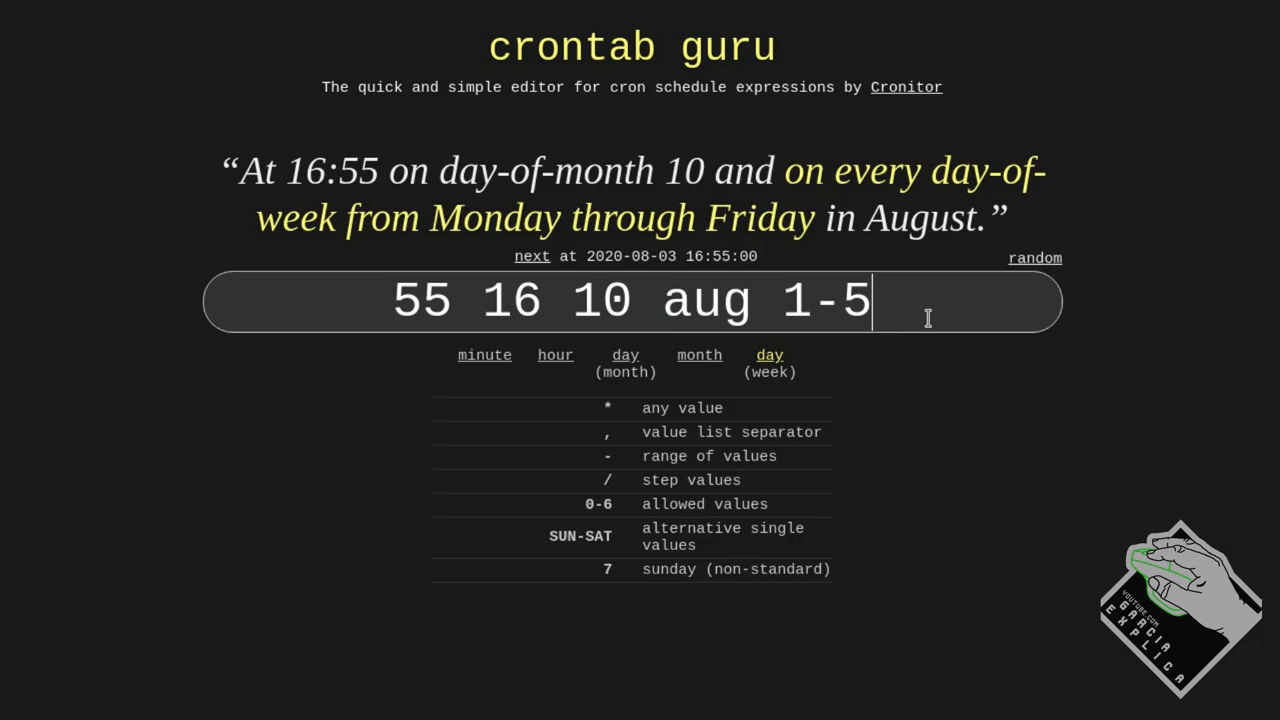 crontab guru
The quick and simple editor for cron schedule expressions by Cronitor
“At 16:55 on day-of-month 10 and on every day-of-
week from Monday through Friday in August.”
next at 2020-08-03 16:55:00
random
55 16 10 aug 1-5
minute hour day month day
(month) (week)
* any value
, value list separator
- range of values
/ step values
0-6 allowed values
SUN-SAT alternative single
values
7 sunday (non-standard)
YOUTUBE.COM
GARCIA
EXPLICA